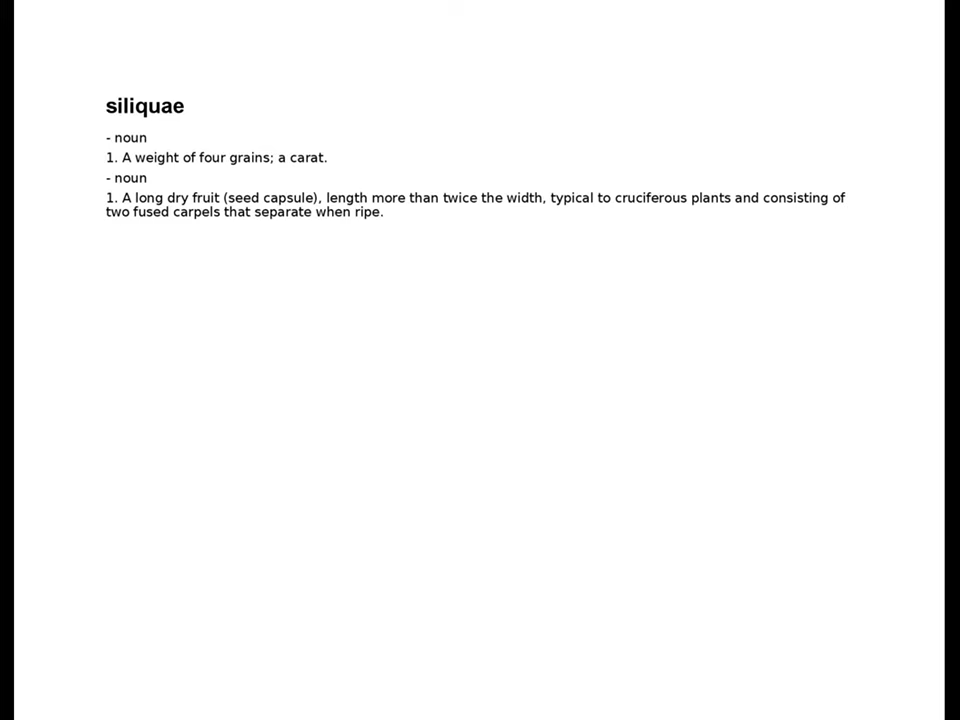 siliquae
- noun
1. A weight of four grains; a carat.
- noun
1. A long dry fruit (seed capsule), length more than twice the width, typical to cruciferous plants and consisting of
two fused carpels that separate when ripe.